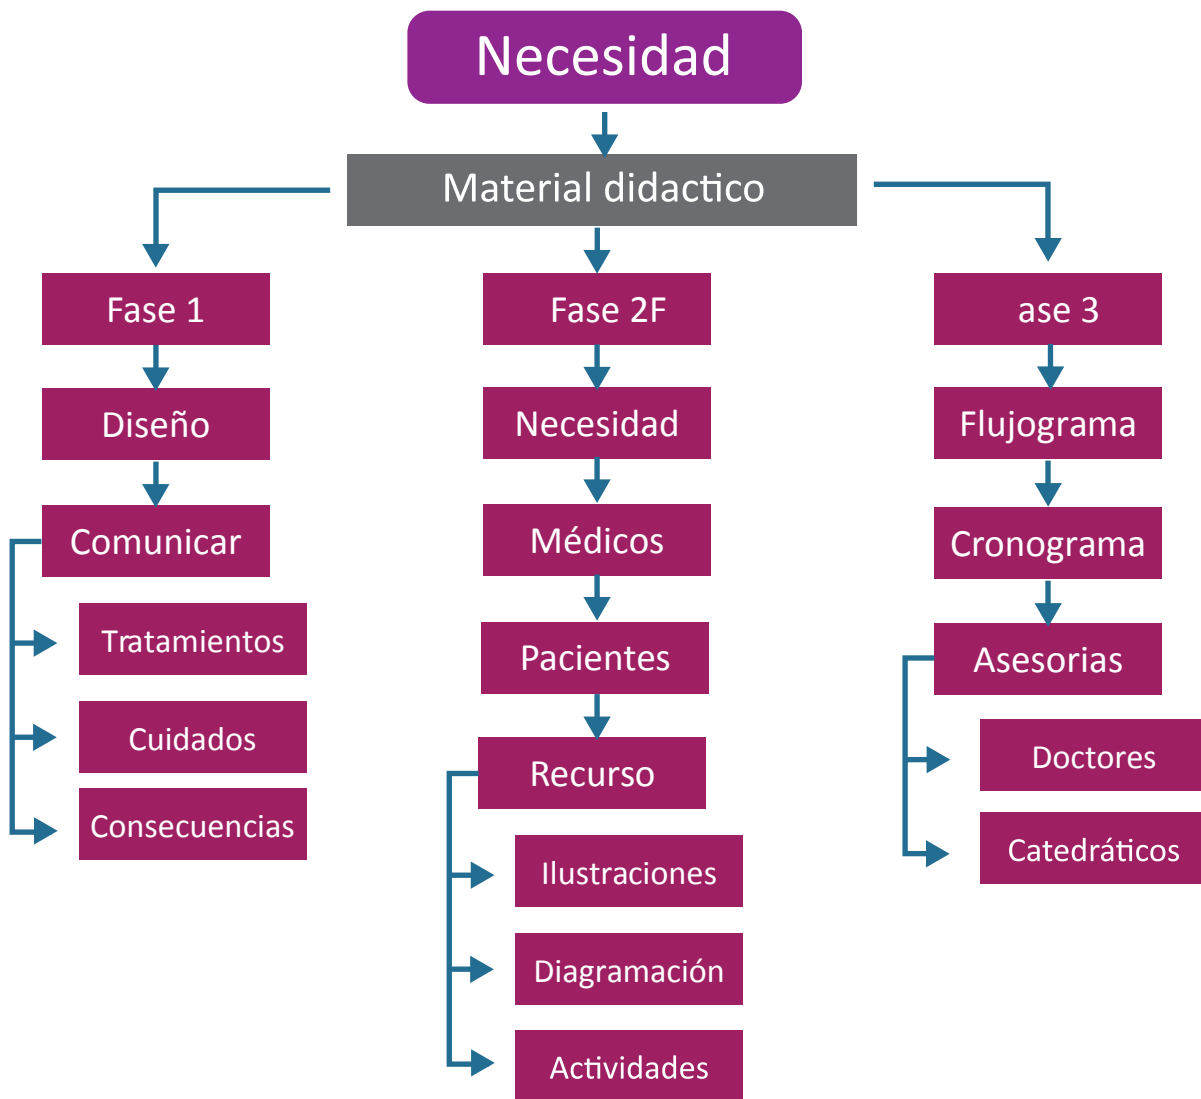 Necesidad
Material didactico
Fase 1
Diseño
Comunicar
Tratamientos
Cuidados
Consecuencias
Fase 2F
Necesidad
Médicos
Pacientes
Recurso
Ilustraciones
Diagramación
Actividades
ase 3
Flujograma
Cronograma
Asesorias
Doctores
Catedráticos